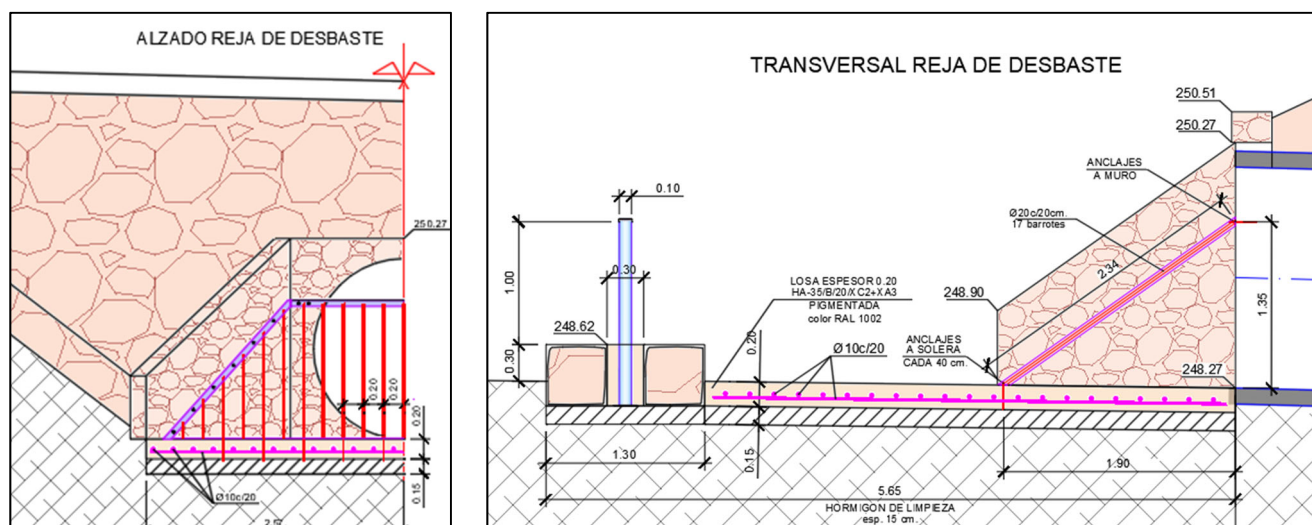 ALZADO REJA DE DESBASTE
250.27
0.20
0.20
0.20
0.15
Ø10c/20
TRANSVERSAL REJA DE DESBASTE
250.51
250.27
ANCLAJES
A MURO
0.10
Ø20c/20cm.
17 barrotes
1.00
0.30
2.34
LOSA ESPESOR 0.20
HA-35/B/20/XC2+XA3
PIGMENTADA
color RAL 1002
248.90
1.35
248.62
0.20
Ø10c/20
ANCLAJES
A SOLERA
CADA 40 cm.
0.30
248.27
1.30
0.15
1.90
5.65
HORMIGON DE LIMPIEZA
esp. 15 cm.